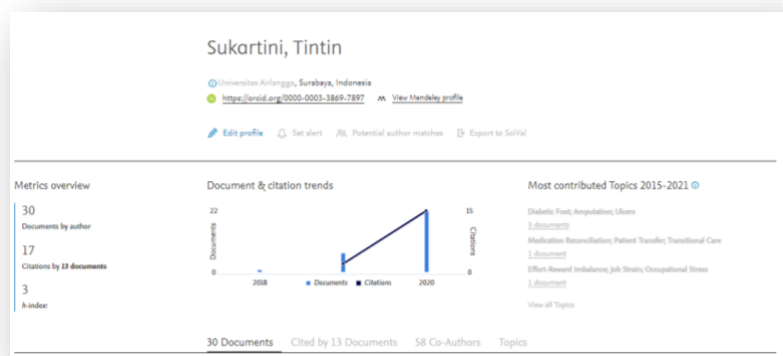 Sukartini, Tintin
Universitas Airlangga, Surabaya, Indonesia
https://orcid.org/0000-0003-3869-7897 View Mendeley profile
Edit profile Set alert Potential author matches Export to SciVal
Metrics overview
30
Documents by author
17
Citations by 13 documents
3
h-index:
Document & citation trends
22
15
Documents
Citations
0
0
2018
2020
Documents Citations
Most contributed Topics 2015-2021
Diabetic Foot; Amputation; Ulcers
3 documents
Medication Reconciliation; Patient Transfer; Transitional Care
1 document
Effort-Reward Imbalance; Job Strain; Occupational Stress
1 document
View all Topics
30 Documents Cited by 13 Documents 58 Co-Authors Topics